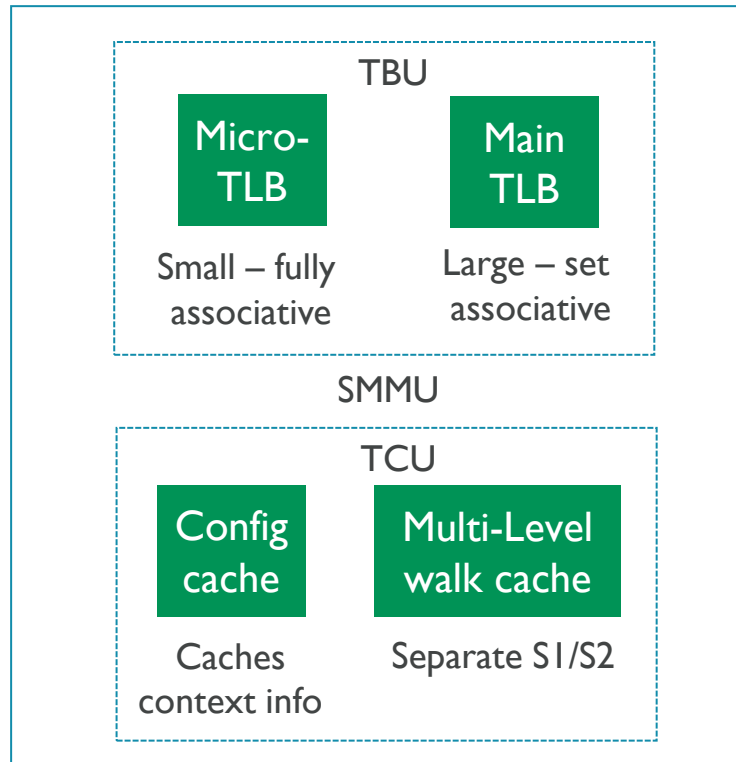 TBU
Micro-
TLB
Main
TLB
Small – fully
associative
Large – set
associative
SMMU
TCU
Config
cache
Multi-Level
walk cache
Caches
context info
Separate S1/S2